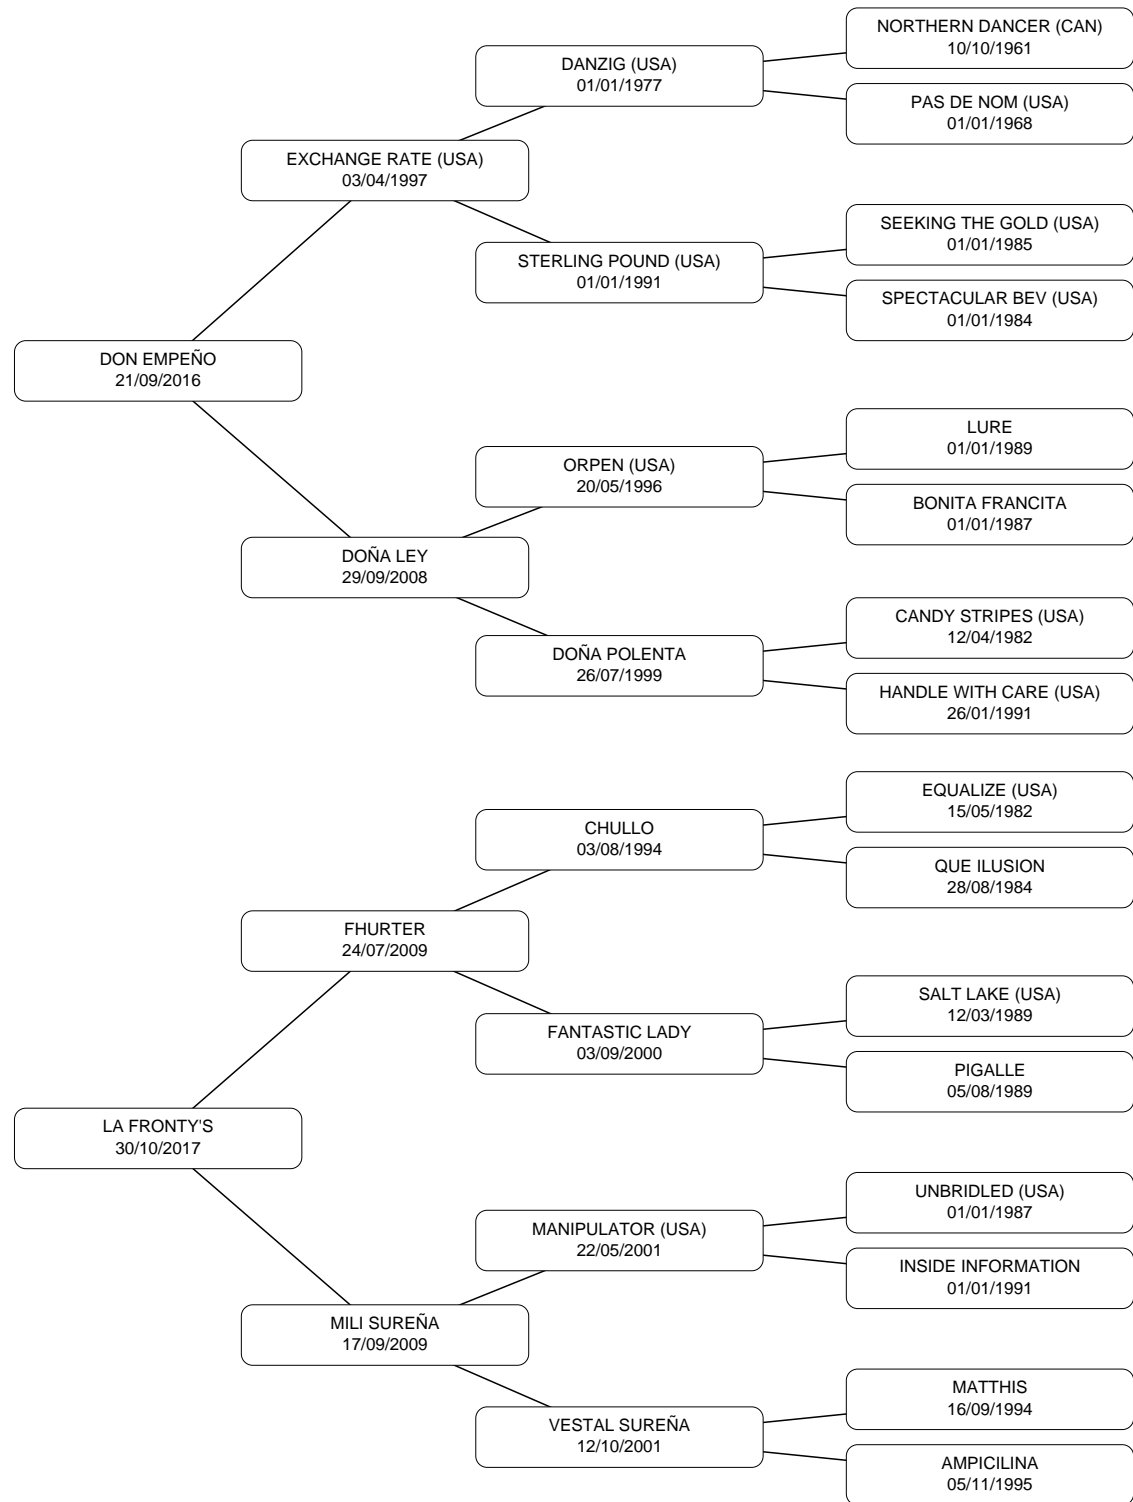 NORTHERN DANCER (CAN)
10/10/1961
DANZIG (USA)
01/01/1977
PAS DE NOM (USA)
01/01/1968
EXCHANGE RATE (USA)
03/04/1997
SEEKING THE GOLD (USA)
01/01/1985
STERLING POUND (USA)
01/01/1991
SPECTACULAR BEV (USA)
01/01/1984
DON EMPEÑO
21/09/2016
LURE
01/01/1989
ORPEN (USA)
20/05/1996
BONITA FRANCITA
01/01/1987
DOÑA LEY
29/09/2008
CANDY STRIPES (USA)
12/04/1982
DOÑA POLENTA
26/07/1999
HANDLE WITH CARE (USA)
26/01/1991
EQUALIZE (USA)
15/05/1982
CHULLO
03/08/1994
QUE ILUSION
28/08/1984
FHURTER
24/07/2009
SALT LAKE (USA)
12/03/1989
FANTASTIC LADY
03/09/2000
PIGALLE
05/08/1989
LA FRONTY'S
30/10/2017
UNBRIDLED (USA)
01/01/1987
MANIPULATOR (USA)
22/05/2001
INSIDE INFORMATION
01/01/1991
MILI SUREÑA
17/09/2009
MATTHIS
16/09/1994
VESTAL SUREÑA
12/10/2001
AMPICILINA
05/11/1995